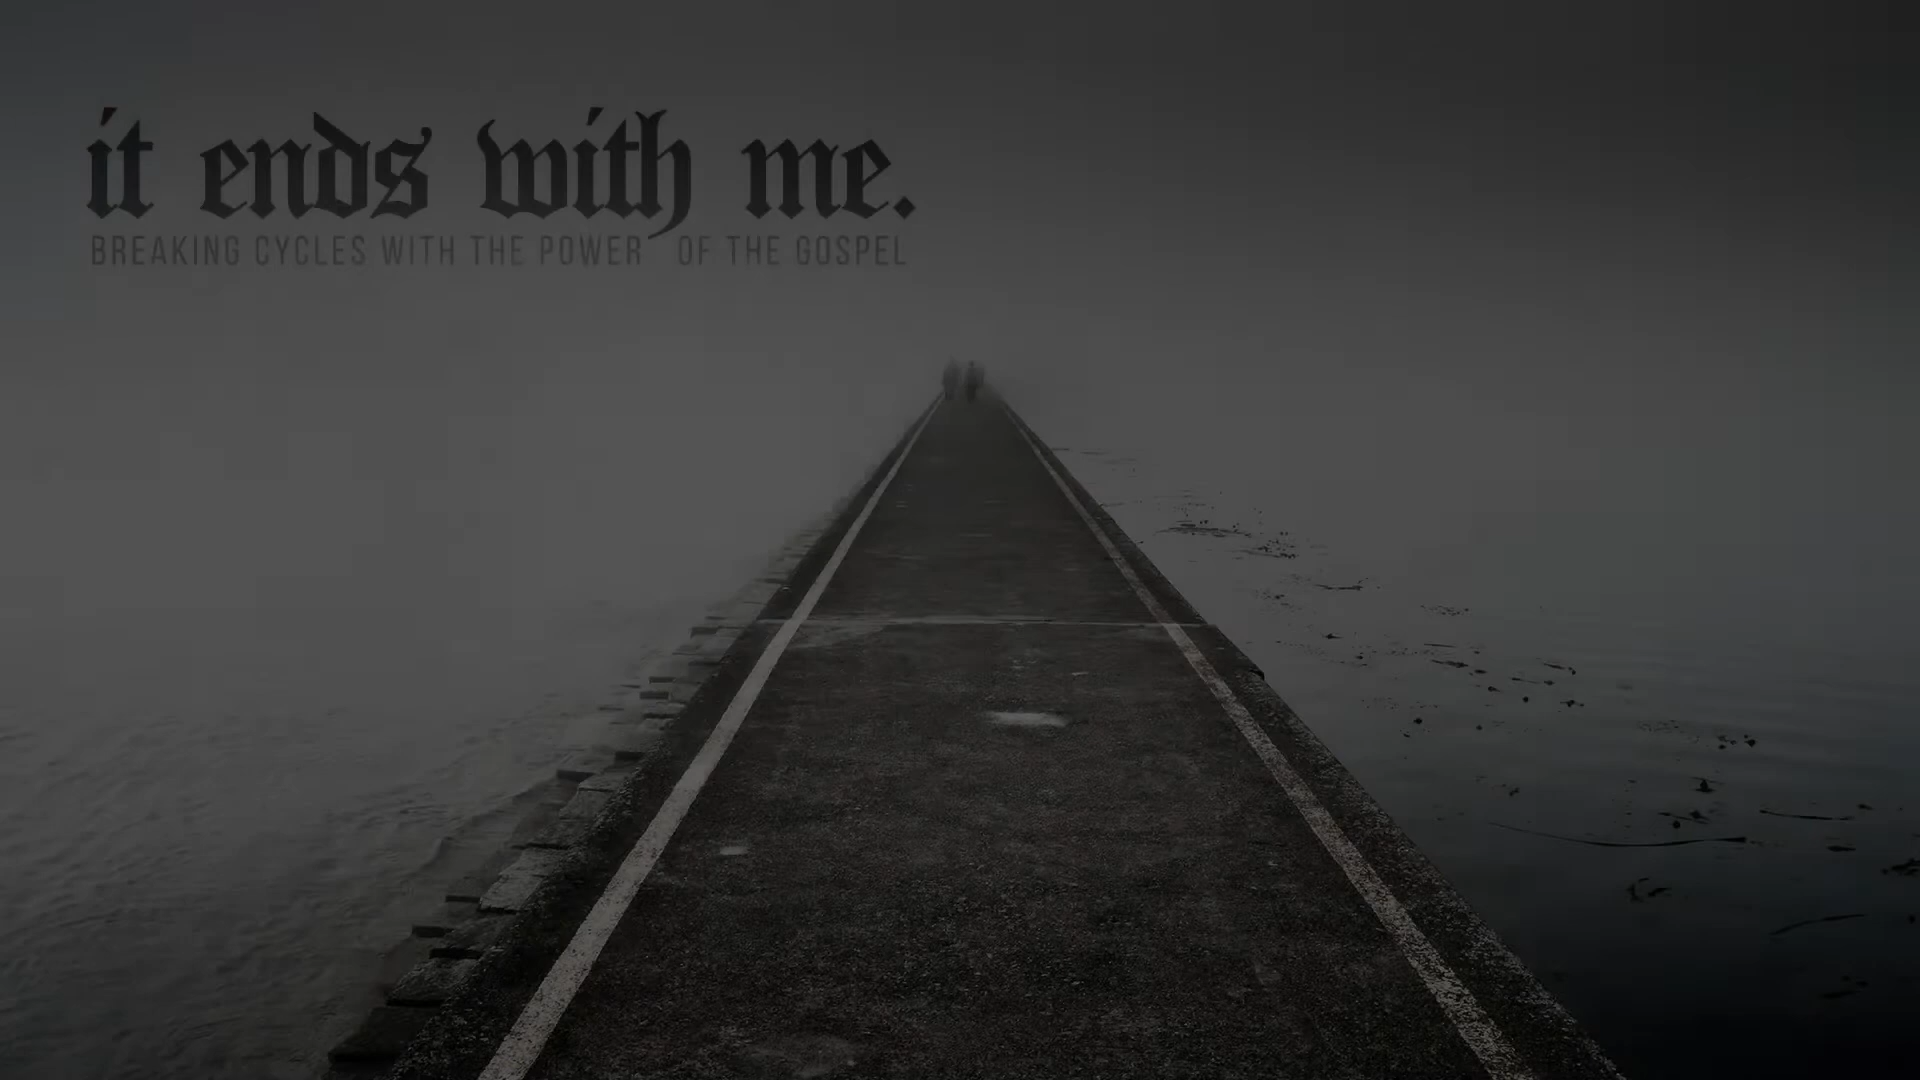 it ends with me.
BREAKING CYCLES WITH THE POWER OF THE GOSPEL